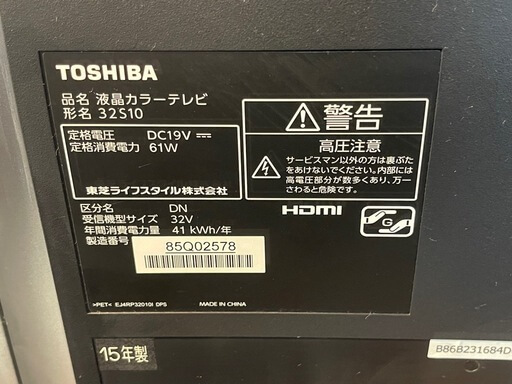 TOSHIBA
品名 液晶カラーテレビ
形名 32S10
定格電圧 DC19V ⎓
定格消費電力 61W
東芝ライフスタイル株式会社
区分名 DN
受信機型サイズ 32V
年間消費電力量 41 kWh/年
製造番号
85Q02578
>PET< EJ4RP32010I DPS
MADE IN CHINA
警告
高圧注意
サービスマン以外の方は裏ぶた
をあけないでください。内部には
高電圧部分が数多くあり、万一
さわると危険です。
HDMI
G
15年製
B86B231684D